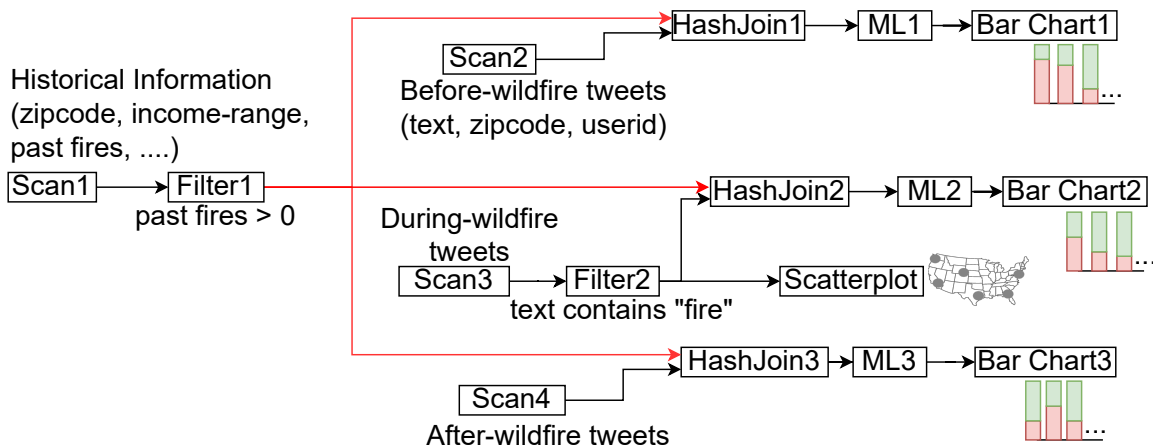 HashJoin1
ML1
Bar Chart1
Scan2
Before-wildfire tweets
(text, zipcode, userid)
...
Historical Information
(zipcode, income-range,
past fires, ....)
Scan1
Filter1
past fires > 0
HashJoin2
ML2
Bar Chart2
...
During-wildfire
tweets
Scan3
Filter2
text contains "fire"
Scatterplot
HashJoin3
ML3
Bar Chart3
...
Scan4
After-wildfire tweets